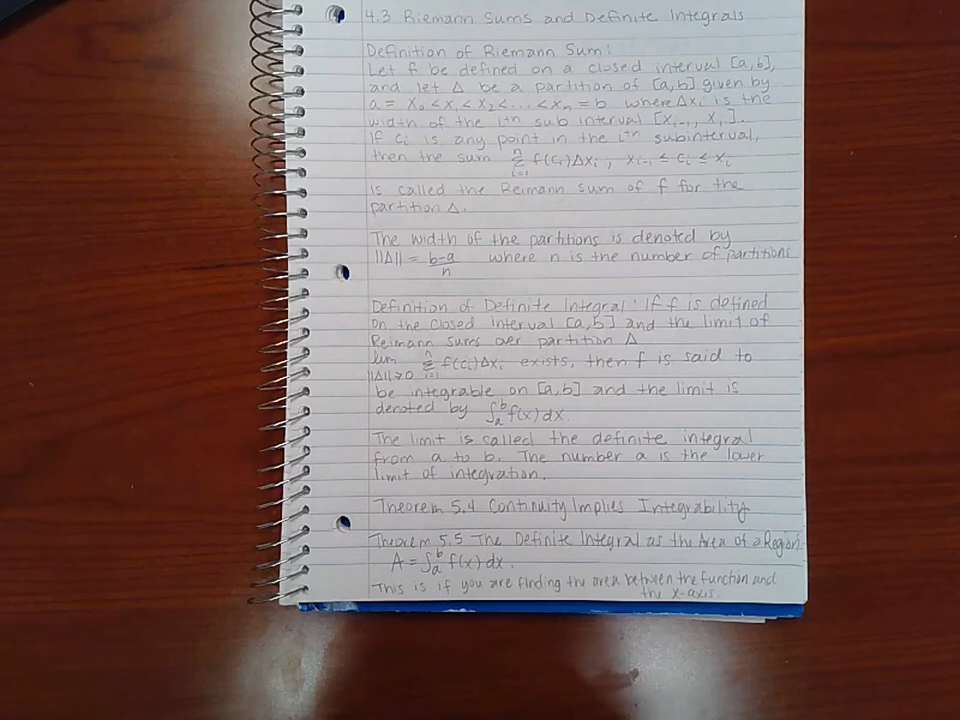 4.3 Riemann Sums and Definite Integrals
Definition of Riemann Sum:
Let f be defined on a closed interval [a,b],
and let Δ be a partition of [a,b] given by
a = x₀ < x₁ < x₂ < ... < xₙ = b where Δxᵢ is the
width of the ith sub interval [xᵢ₋₁, xᵢ].
If cᵢ is any point in the ith subinterval,
then the sum Σⁿᵢ₌₁ f(cᵢ)Δxᵢ, xᵢ₋₁ ≤ cᵢ ≤ xᵢ
is called the Reimann sum of f for the
partition Δ.
The width of the partitions is denoted by
||Δ|| = (b-a)/n where n is the number of partitions
Definition of Definite Integral: If f is defined
on the closed interval [a,b] and the limit of
Reimann sums over partition Δ
lim ||Δ||→0 Σⁿᵢ₌₁ f(cᵢ)Δxᵢ exists, then f is said to
be integrable on [a,b] and the limit is
denoted by ∫ₐᵇ f(x) dx.
The limit is called the definite integral
from a to b. The number a is the lower
limit of integration.
Theorem 5.4 Continuity Implies Integrability
Theorem 5.5 The Definite Integral as the Area of a Region
A = ∫ₐᵇ f(x) dx.
This is if you are finding the area between the function and
the x-axis.